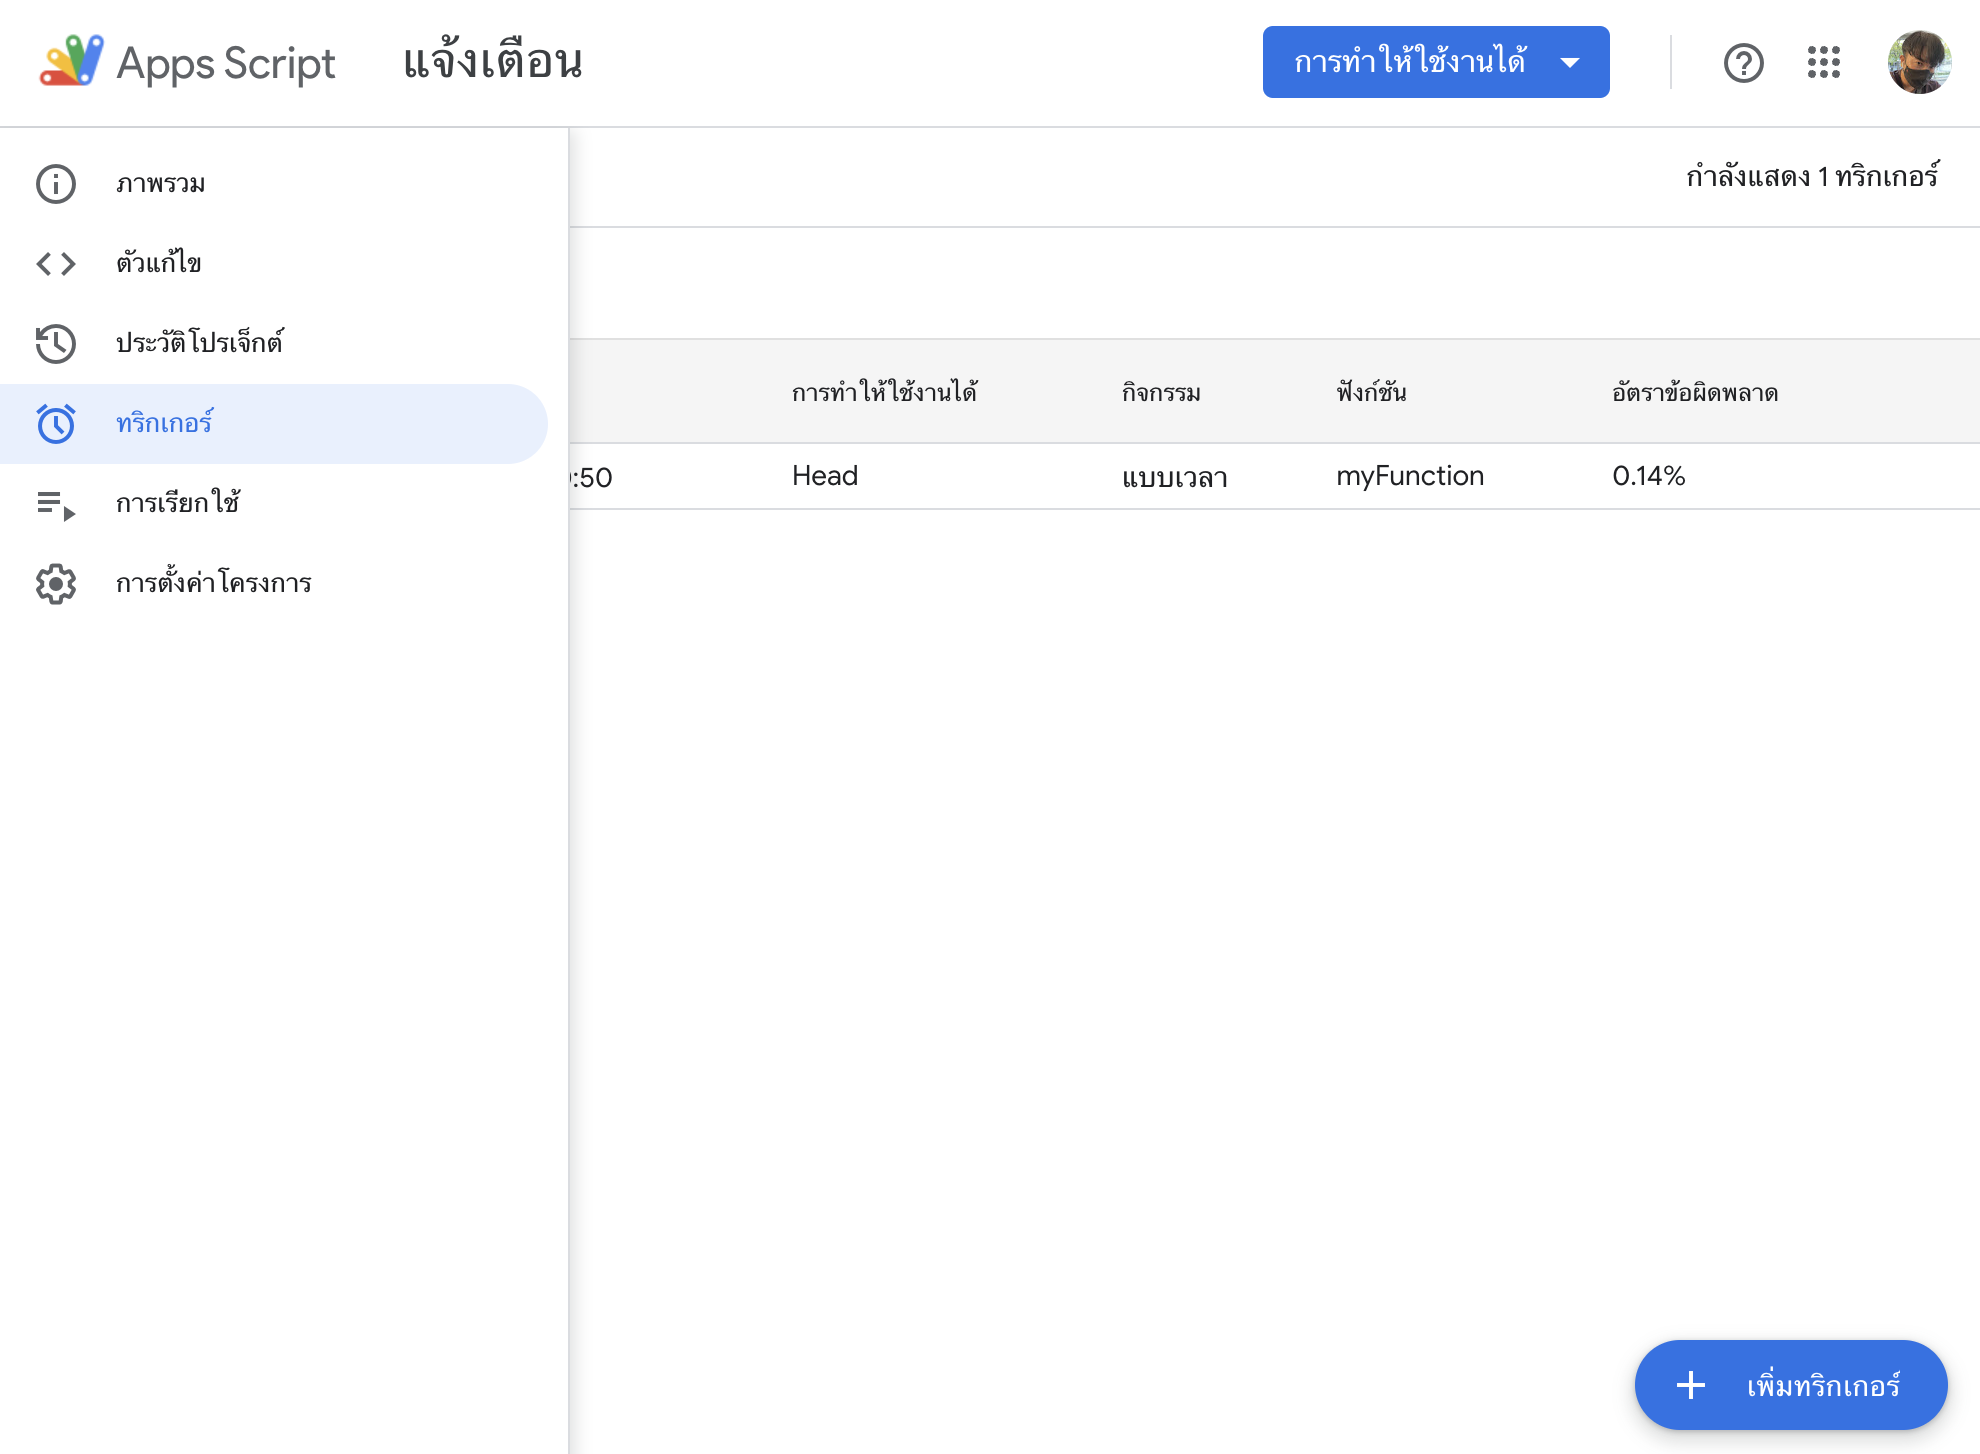 Apps Script
แจ้งเตือน
การทำให้ใช้งานได้
ภาพรวม
ตัวแก้ไข
ประวัติโปรเจ็กต์
ทริกเกอร์
การเรียกใช้
การตั้งค่าโครงการ
กำลังแสดง 1 ทริกเกอร์
การทำให้ใช้งานได้ กิจกรรม ฟังก์ชัน อัตราข้อผิดพลาด
:50 Head แบบเวลา myFunction 0.14%
เพิ่มทริกเกอร์